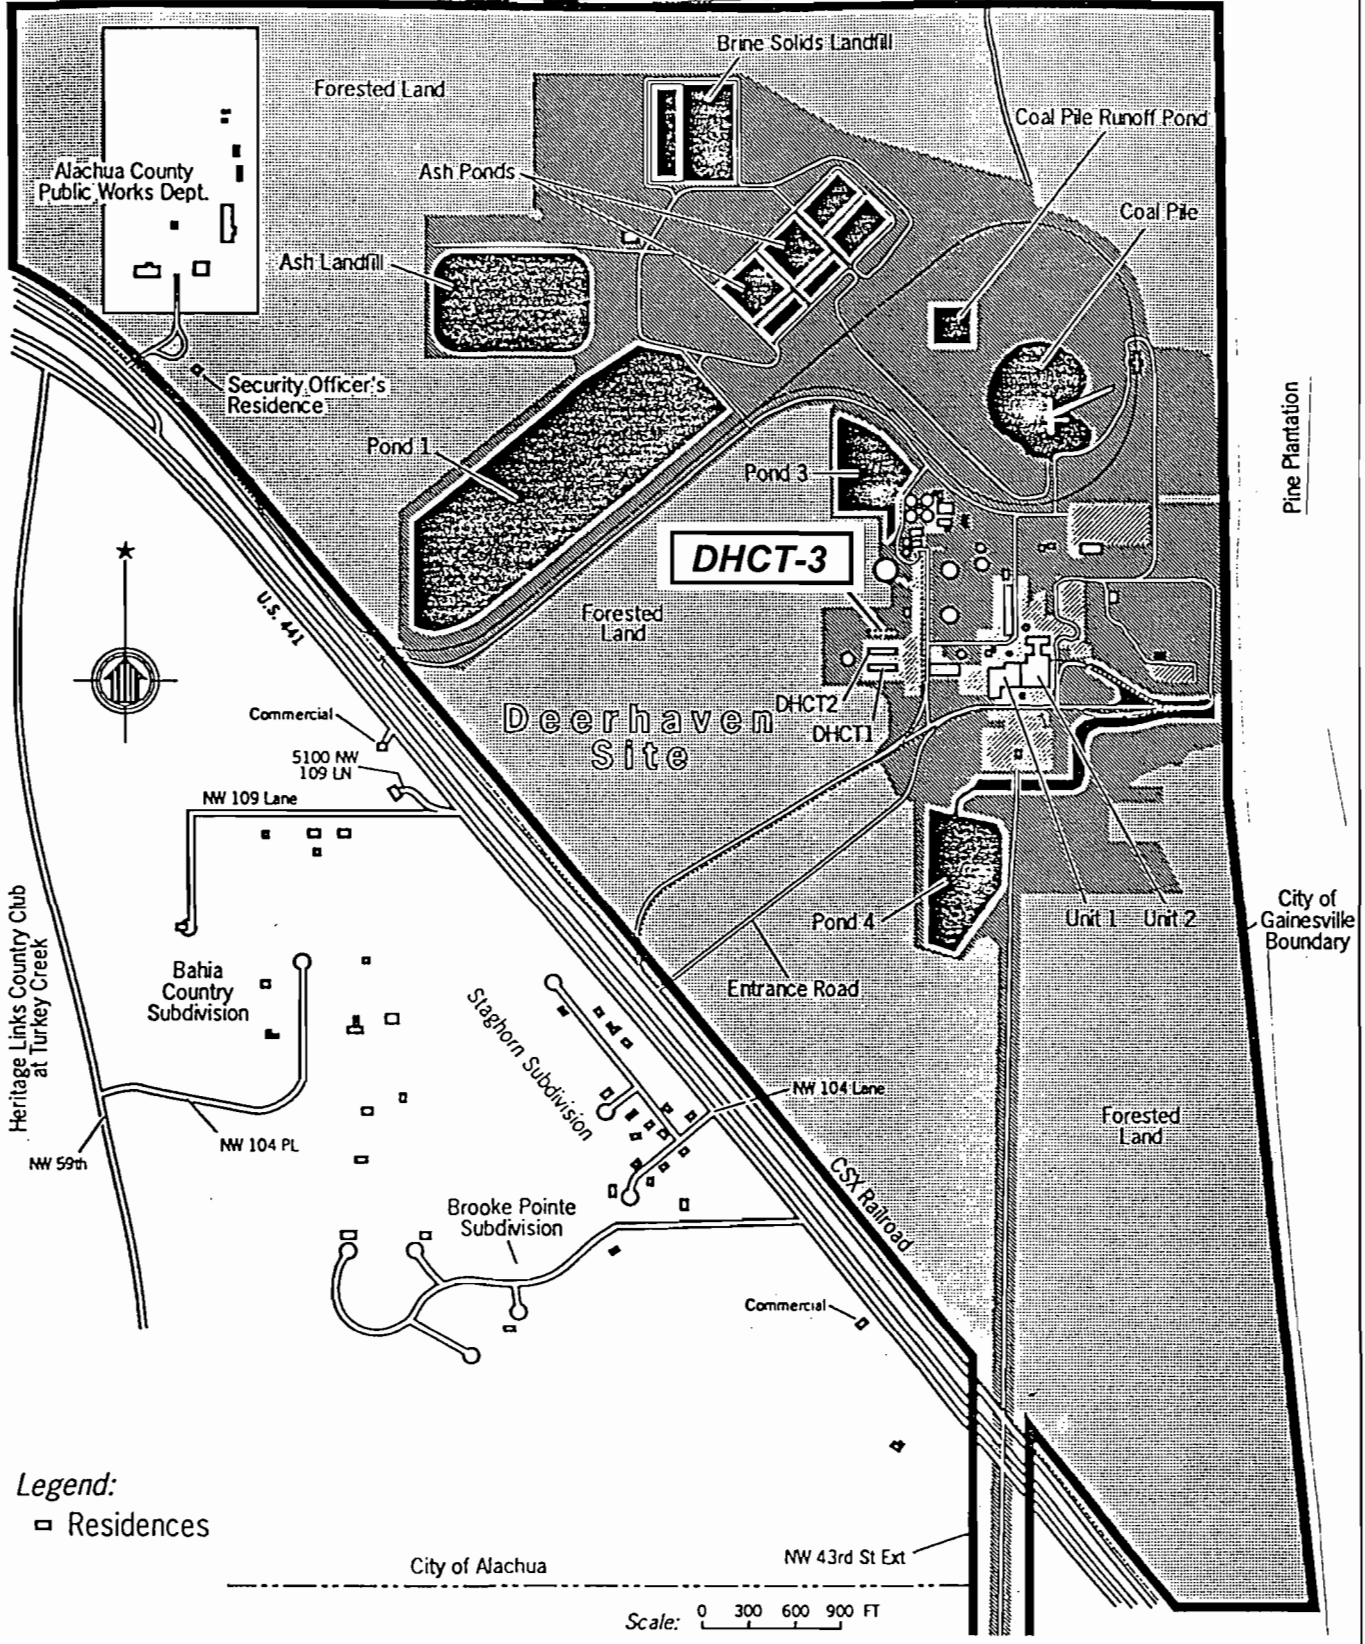 Brine Solids Landfill
Forested Land
Coal Pile Runoff Pond
Alachua County
Public Works Dept.
Ash Ponds
Coal Pile
Ash Landfill
Security Officer's
Residence
Pond 1
Pond 3
Pine Plantation
DHCT-3
U.S. 441
Forested
Land
Deerhaven
Site
DHCT2
DHCT1
Commercial
5100 NW
109 LN
NW 109 Lane
Heritage Links Country Club
at Turkey Creek
Pond 4
Unit 1
Unit 2
City of
Gainesville
Boundary
Bahia
Country
Subdivision
Entrance Road
Staghorn Subdivision
NW 104 Lane
Forested
Land
NW 59th
NW 104 PL
CSX Railroad
Brooke Pointe
Subdivision
Commercial
Legend:
Residences
City of Alachua
NW 43rd St Ext
Scale: 0 300 600 900 FT